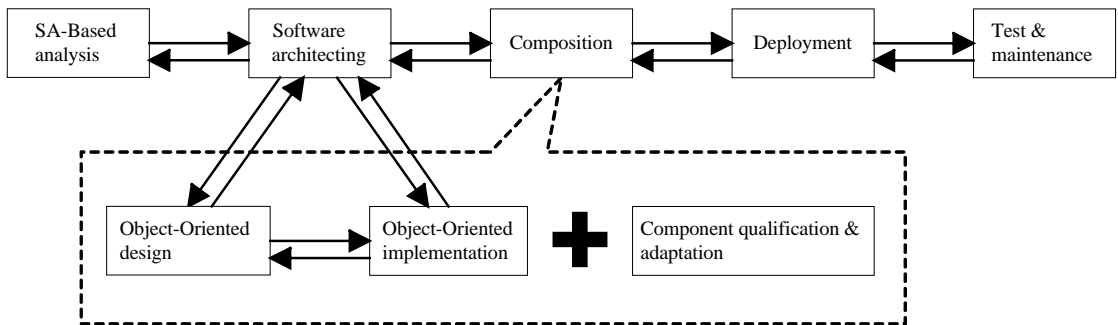 SA-Based
analysis
Software
architecting
Composition
Deployment
Test &
maintenance
Object-Oriented
design
Object-Oriented
implementation
Component qualification &
adaptation